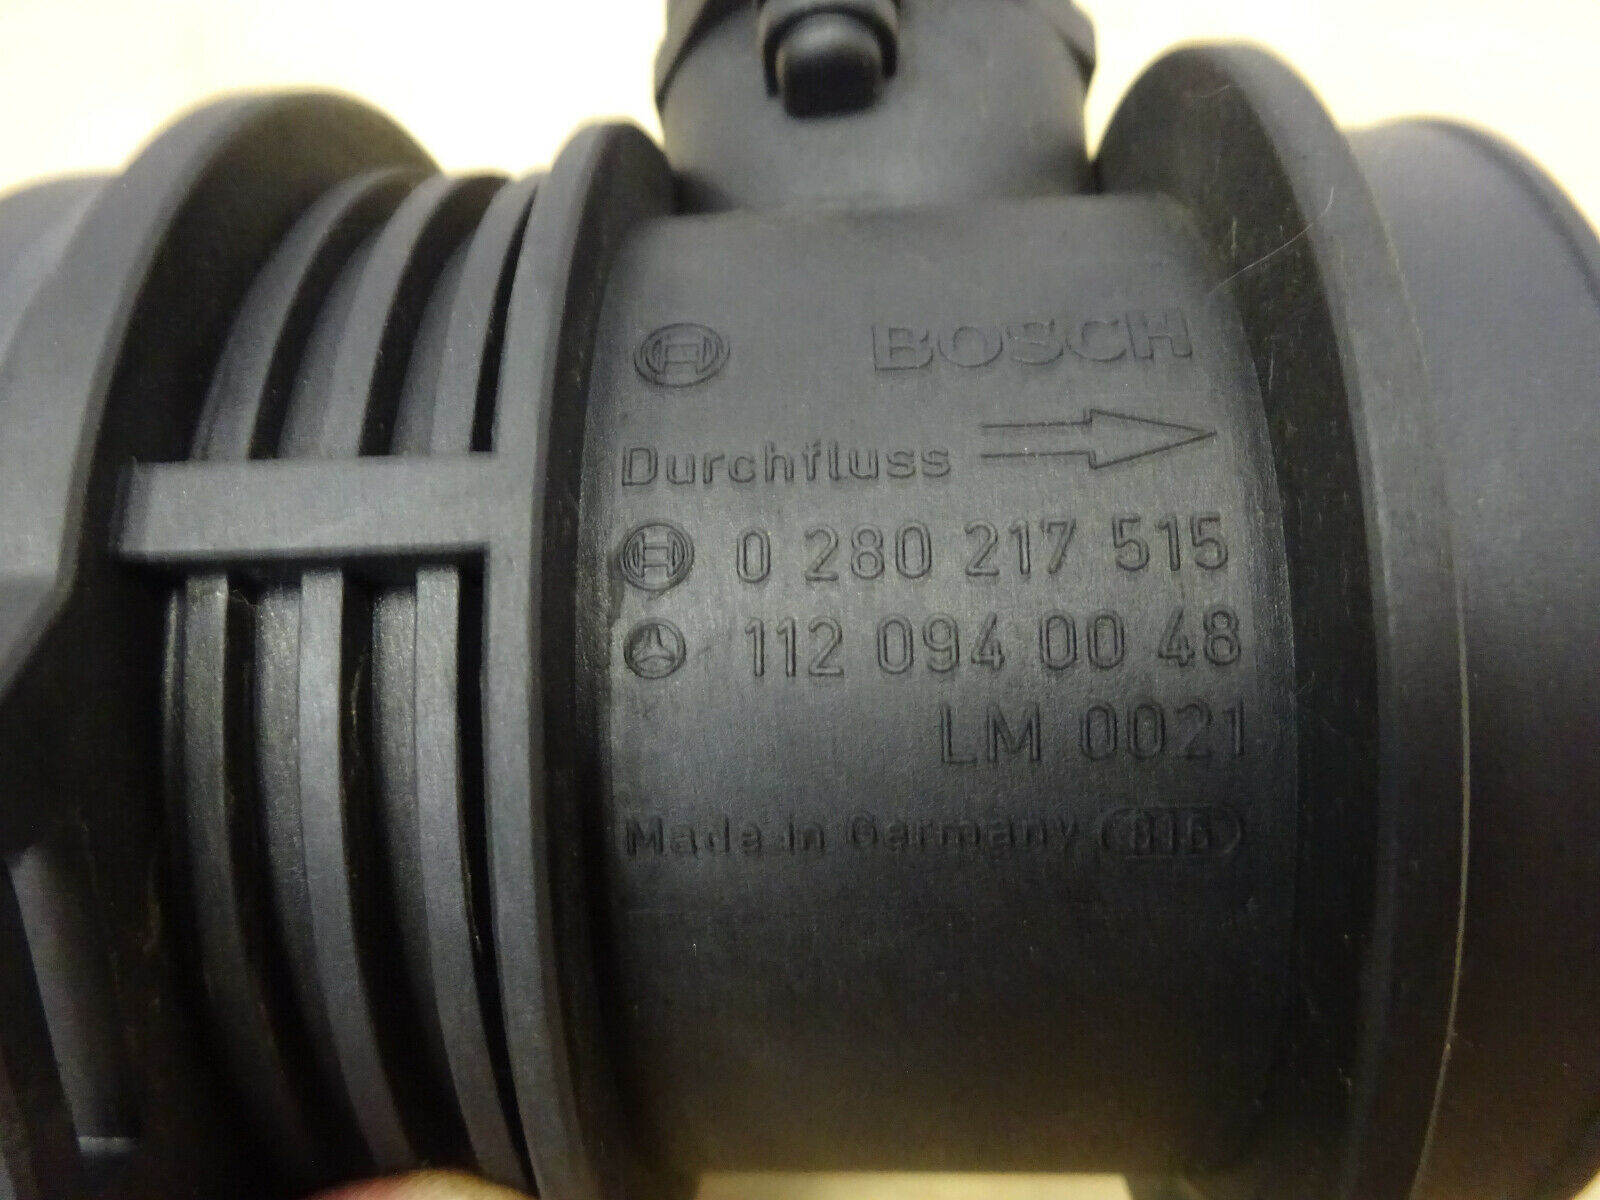 BOSCH
Durchfluss
0 280 217 515
112 094 00 48
LM 0021
Made in Germany